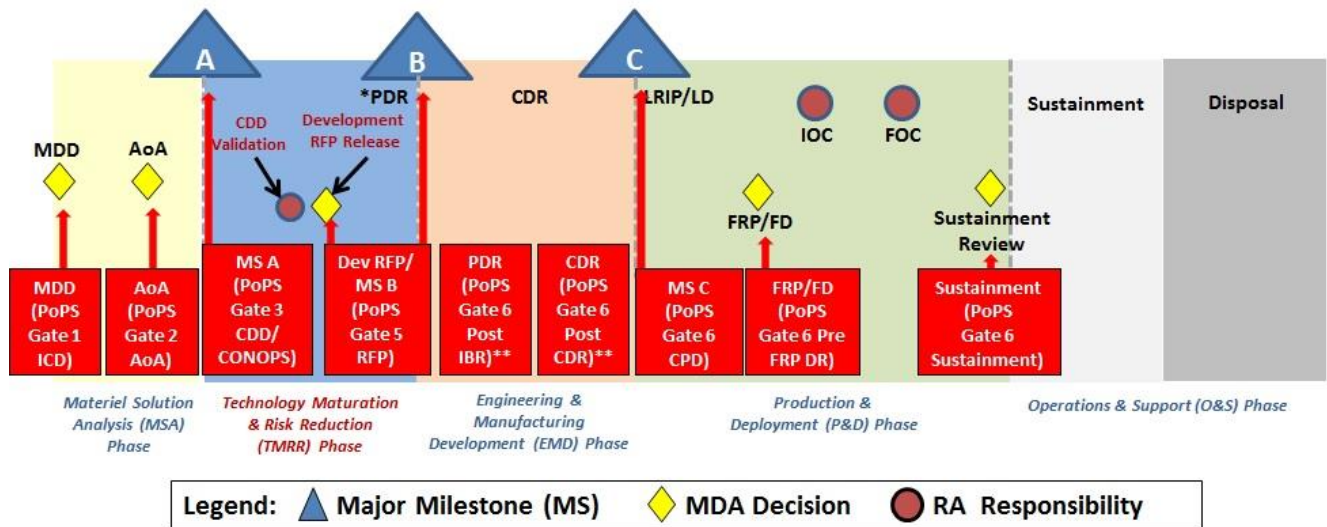 A
B
C
*PDR
CDR
LRIP/LD
IOC
FOC
Sustainment
Disposal
CDD
Validation
Development
RFP Release
MDD
AoA
FRP/FD
Sustainment
Review
MDD
(PoPS
Gate 1
ICD)
AoA
(PoPS
Gate 2
AoA)
MS A
(PoPS
Gate 3
CDD/
CONOPS)
Dev RFP/
MS B
(PoPS
Gate 5
RFP)
PDR
(PoPS
Gate 6
Post
IBR)**
CDR
(PoPS
Gate 6
Post
CDR)**
MS C
(PoPS
Gate 6
CPD)
FRP/FD
(PoPS
Gate 6 Pre
FRP DR)
Sustainment
(PoPS
Gate 6
Sustainment)
Materiel Solution
Analysis (MSA)
Phase
Technology Maturation
& Risk Reduction
(TMRR) Phase
Engineering &
Manufacturing
Development (EMD) Phase
Production &
Deployment (P&D) Phase
Operations & Support (O&S) Phase
Legend: Major Milestone (MS) MDA Decision RA Responsibility